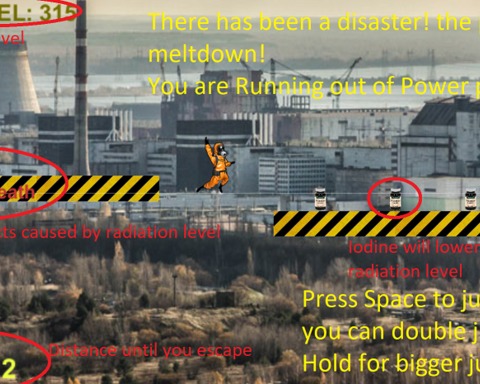 EL: 315
There has been a disaster! the
vel
meltdown!
You are Running out of Power p
eath
cts caused by radiation level
Iodine will lower
radiation level
Press Space to ju
you can double j
Distance until you escape
2
Hold for bigger ju